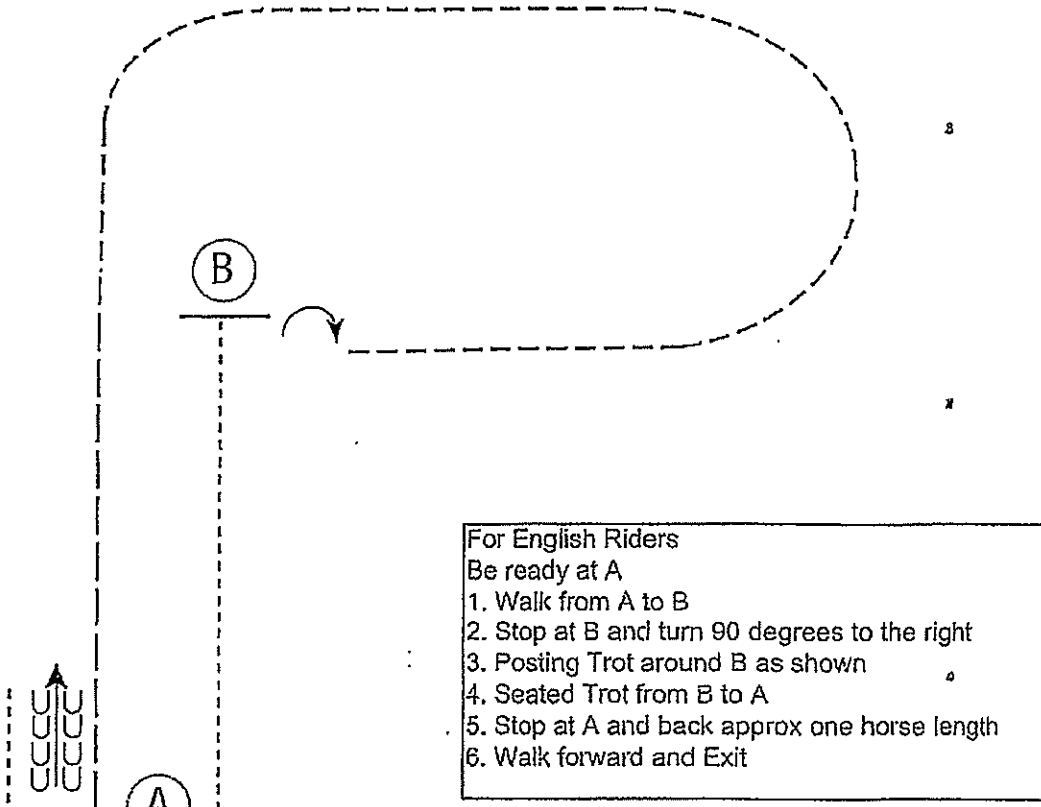 B
For English Riders
Be ready at A
1. Walk from A to B
2. Stop at B and turn 90 degrees to the right
3. Posting Trot around B as shown
4. Seated Trot from B to A
5. Stop at A and back approx one horse length
6. Walk forward and Exit
A